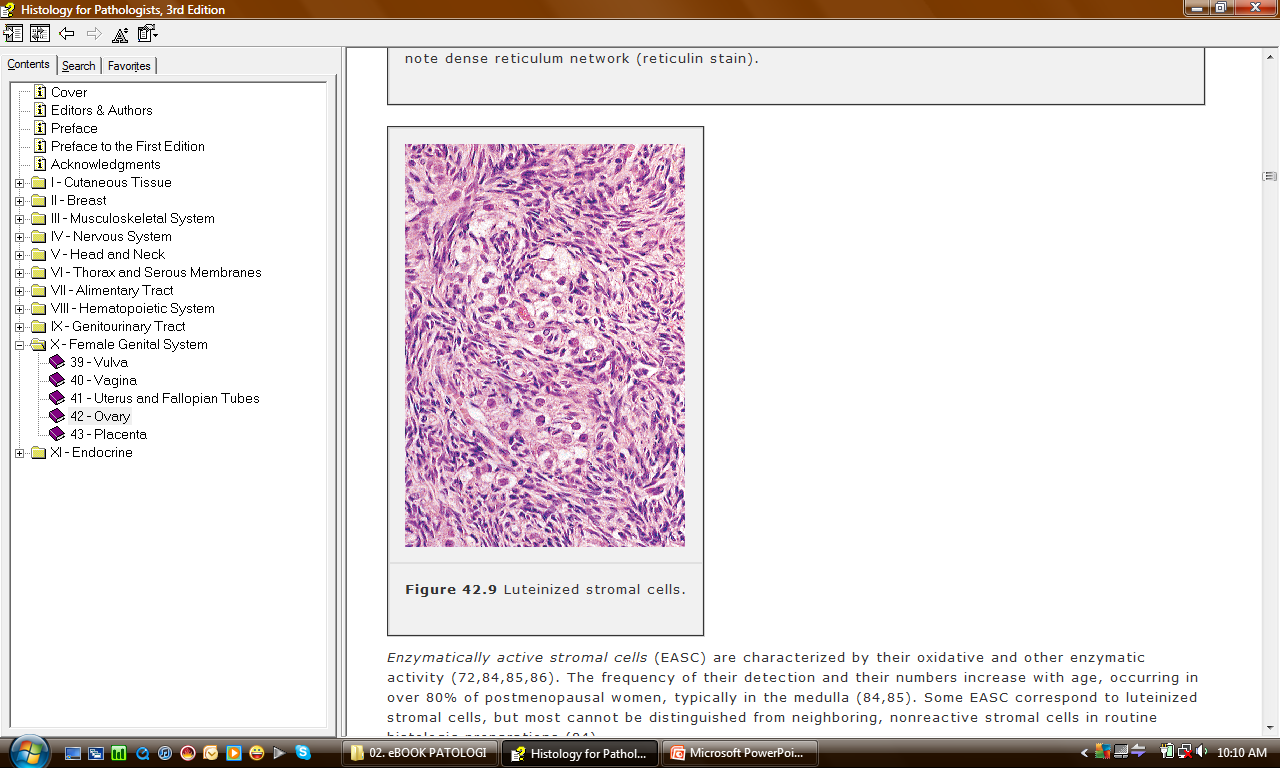 Histology for Pathologists, 3rd Edition
Contents
Search
Favorites
Cover
Editors & Authors
Preface
Preface to the First Edition
Acknowledgments
I - Cutaneous Tissue
II - Breast
III - Musculoskeletal System
IV - Nervous System
V - Head and Neck
VI - Thorax and Serous Membranes
VII - Alimentary Tract
VIII - Hematopoietic System
IX - Genitourinary Tract
X - Female Genital System
39 - Vulva
40 - Vagina
41 - Uterus and Fallopian Tubes
42 - Ovary
43 - Placenta
XI - Endocrine
note dense reticulum network (reticulin stain).
Figure 42.9 Luteinized stromal cells.
Enzymatically active stromal cells (EASC) are characterized by their oxidative and other enzymatic
activity (72,84,85,86). The frequency of their detection and their numbers increase with age, occurring in
over 80% of postmenopausal women, typically in the medulla (84,85). Some EASC correspond to luteinized
stromal cells, but most cannot be distinguished from neighboring, nonreactive stromal cells in routine
02. eBOOK PATOLOGI
Histology for Pathol...
Microsoft PowerPoi...
10:10 AM